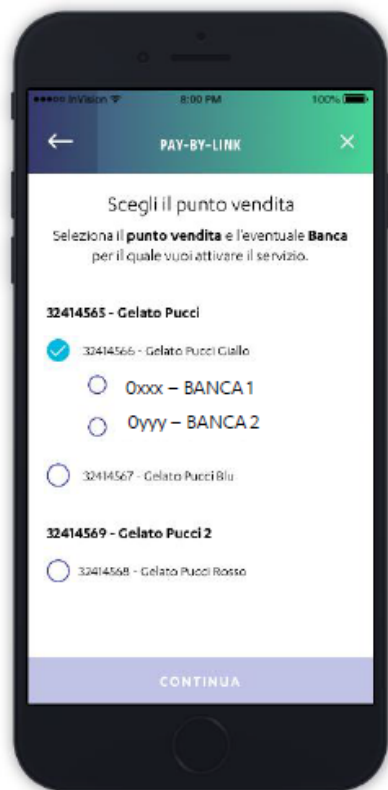 InVision 8:00 PM 100%
PAY-BY-LINK
Scegli il punto vendita
Seleziona il punto vendita e l'eventuale Banca
per il quale vuoi attivare il servizio.
32414565 - Gelato Pucci
32414566 - Gelato Pucci Giallo
0xxx – BANCA 1
0yyy – BANCA 2
32414567 - Gelato Pucci Blu
32414569 - Gelato Pucci 2
32414568 - Gelato Pucci Rosso
CONTINUA